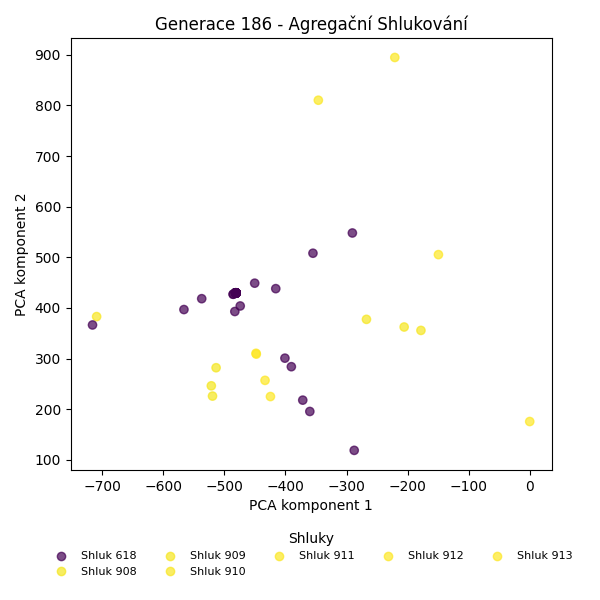 Generace 186 - Agregační Shlukování
900
800
700
600
500
400
300
200
100
PCA komponent 2
−700 −600 −500 −400 −300 −200 −100 0
PCA komponent 1
Shluky
Shluk 618 Shluk 909 Shluk 911 Shluk 912 Shluk 913
Shluk 908 Shluk 910